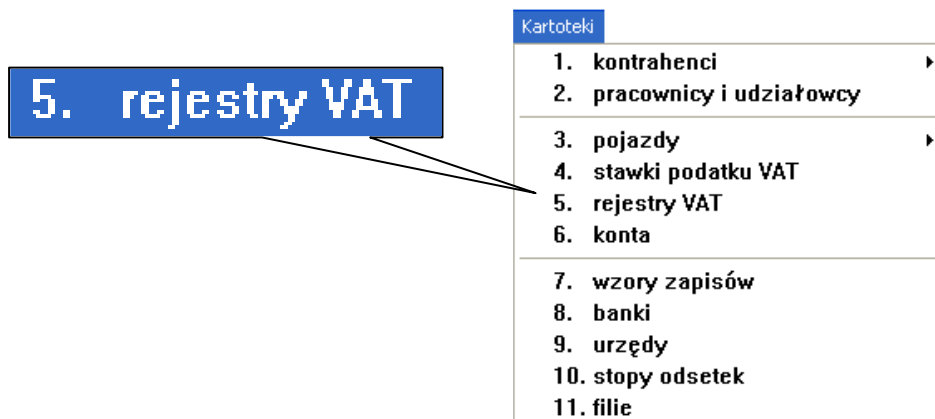 Kartoteki
1. kontrahenci
2. pracownicy i udziałowcy
5. rejestry VAT
3. pojazdy
4. stawki podatku VAT
5. rejestry VAT
6. konta
7. wzory zapisów
8. banki
9. urzędy
10. stopy odsetek
11. filie